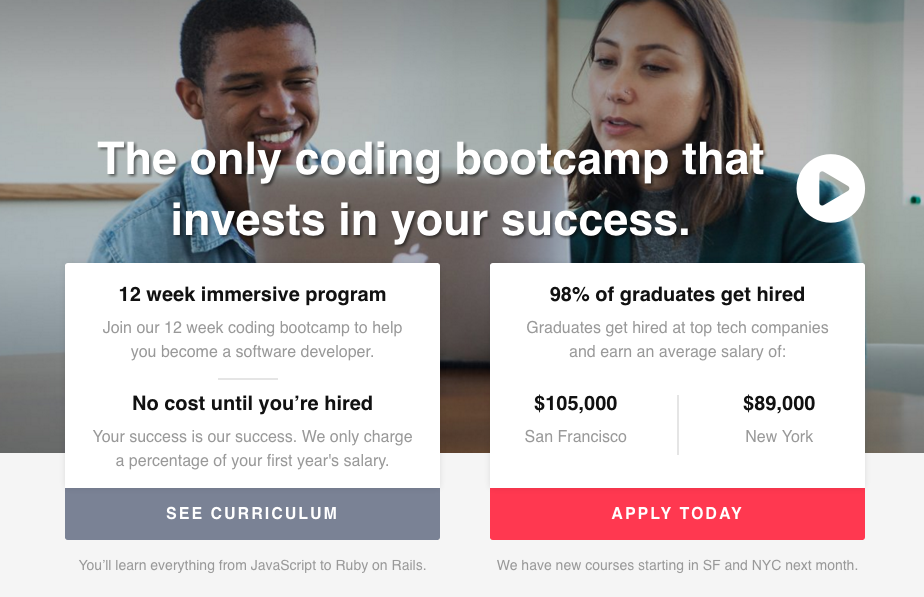 The only coding bootcamp that
invests in your success.
12 week immersive program
Join our 12 week coding bootcamp to help
you become a software developer.
No cost until you’re hired
Your success is our success. We only charge
a percentage of your first year's salary.
SEE CURRICULUM
You’ll learn everything from JavaScript to Ruby on Rails.
98% of graduates get hired
Graduates get hired at top tech companies
and earn an average salary of:
$105,000
San Francisco
$89,000
New York
APPLY TODAY
We have new courses starting in SF and NYC next month.